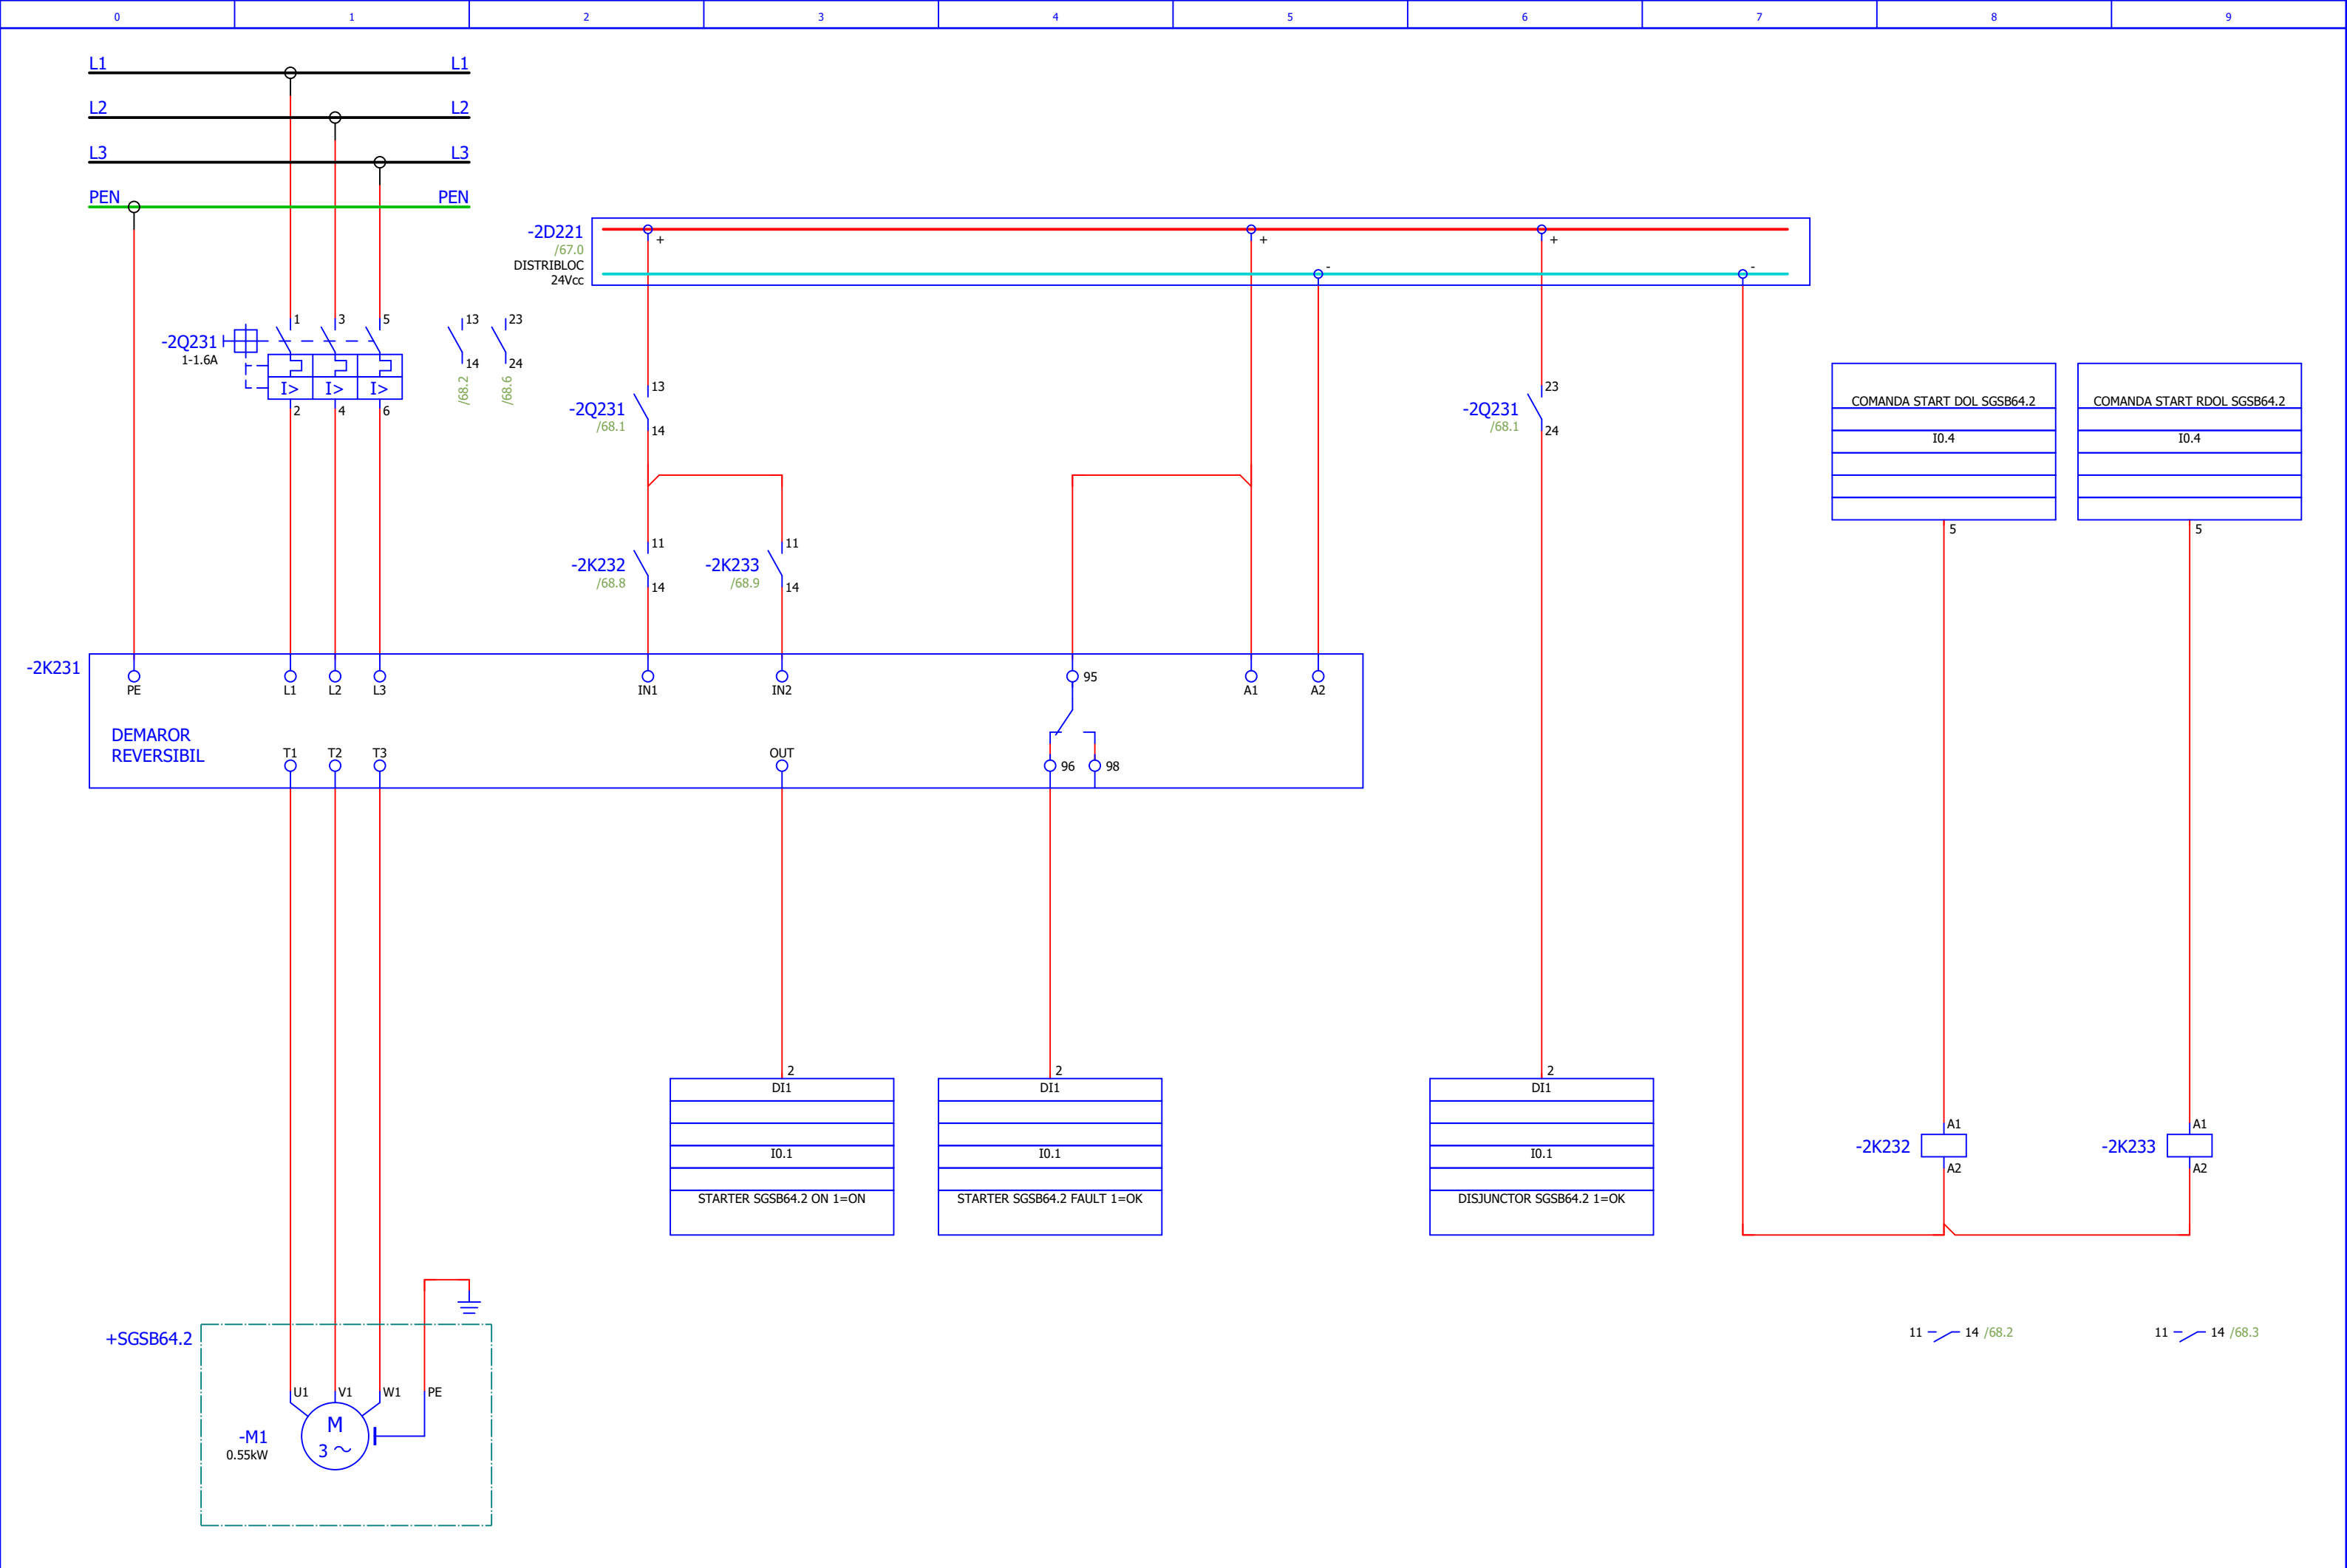 0 1 2 3 4 5 6 7 8 9
L1 L1
L2 L2
L3 L3
PEN PEN
-2D221
/67.0
DISTRIBLOC
24Vcc
+ + +
- -
-2Q231
1-1.6A
1 3 5
I> I> I>
2 4 6
13 23
14 24
/68.2 /68.6
-2Q231
/68.1
13
14
-2Q231
/68.1
23
24
COMANDA START DOL SGSB64.2
I0.4
5
COMANDA START RDOL SGSB64.2
I0.4
5
-2K232
/68.8
11
14
-2K233
/68.9
11
14
-2K231
PE L1 L2 L3 IN1 IN2 95 A1 A2
DEMAROR
REVERSIBIL
T1 T2 T3 OUT 96 98
2
DI1
I0.1
STARTER SGSB64.2 ON 1=ON
2
DI1
I0.1
STARTER SGSB64.2 FAULT 1=OK
2
DI1
I0.1
DISJUNCTOR SGSB64.2 1=OK
-2K232
A1
A2
-2K233
A1
A2
11 14 /68.2
11 14 /68.3
+SGSB64.2
U1 V1 W1 PE
-M1
0.55kW
M
3 ~